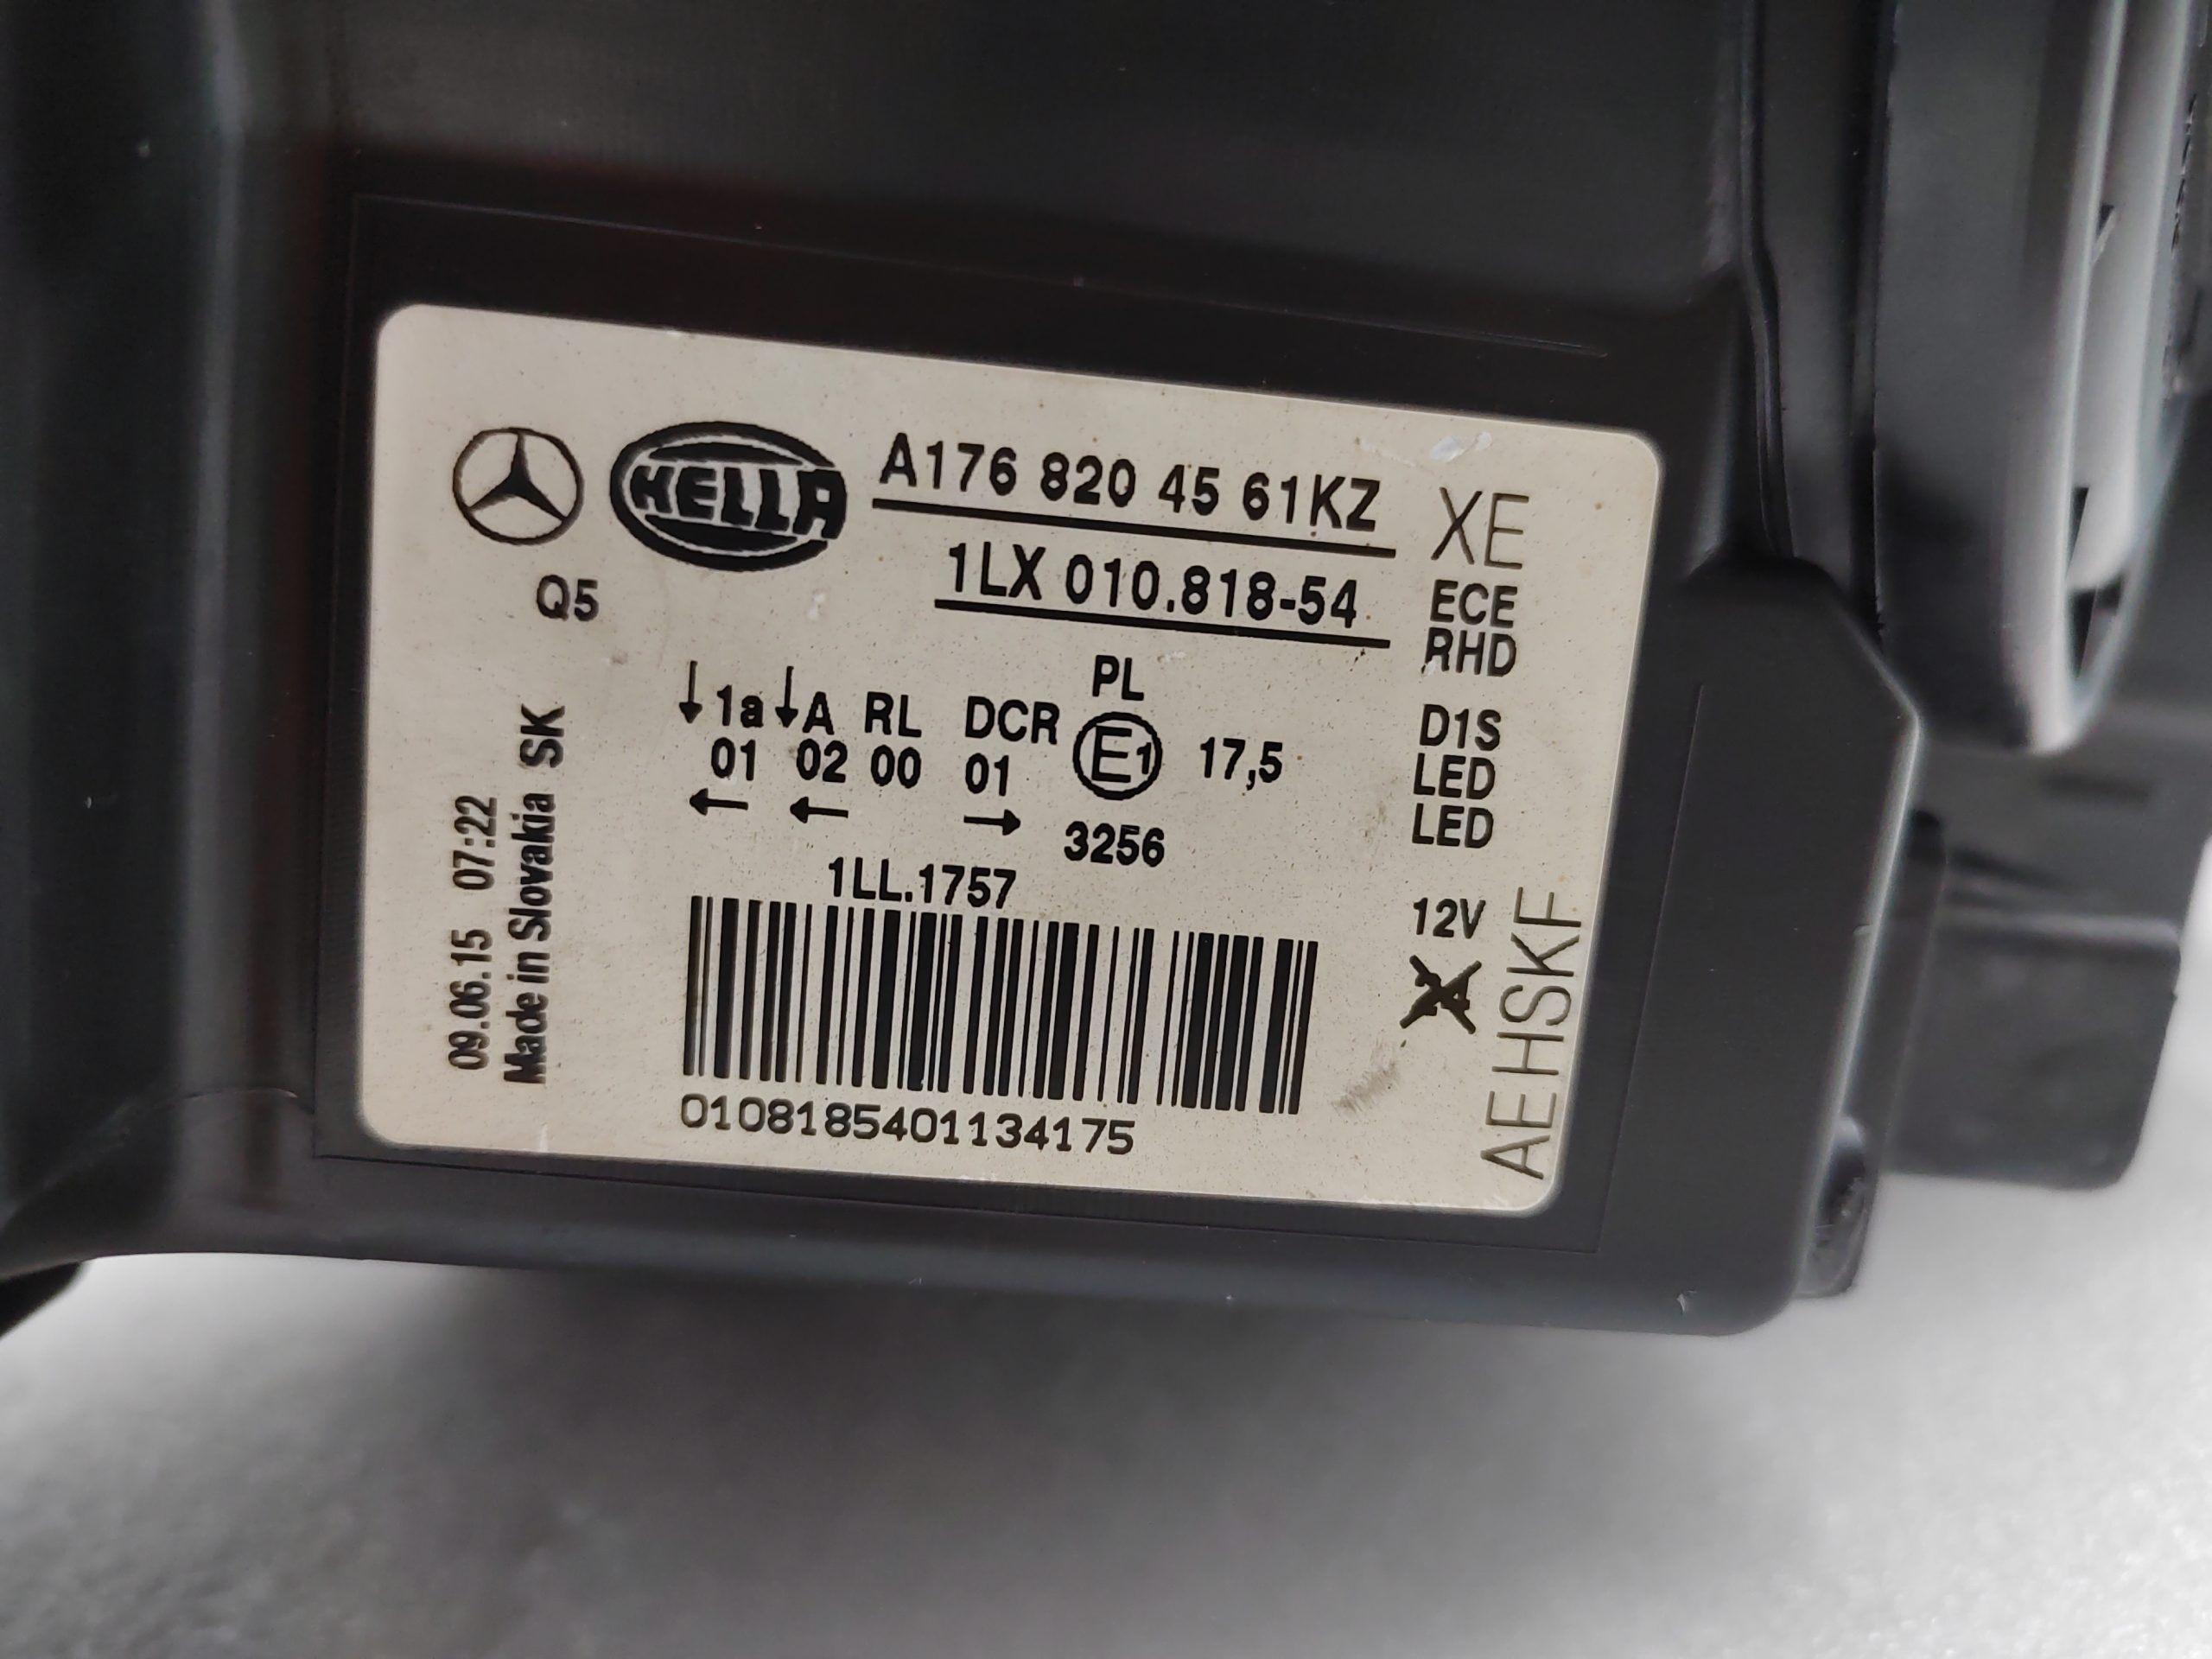 HELLA
A176 820 45 61KZ
XE
1LX 010.818-54
ECE
RHD
Q5
PL
↓1a ↓A RL DCR
01 02 00 01 E1 17,5
← ← →
3256
1LL.1757
D1S
LED
LED
12V
AEHSKF
0108185401134175
09.06.15 07:22
Made in Slovakia SK